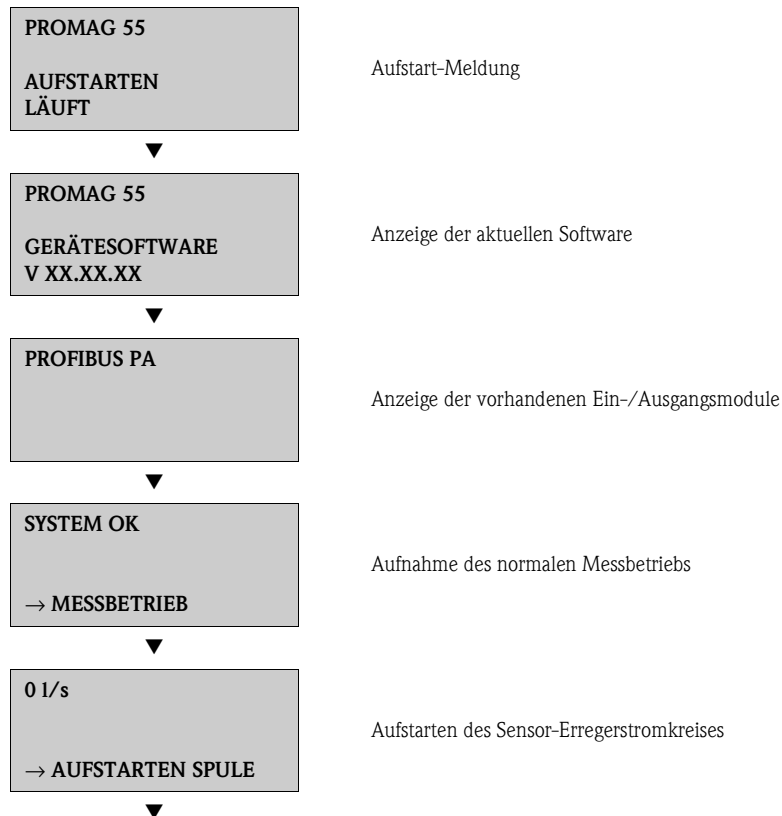 PROMAG 55
AUFSTARTEN
LÄUFT
Aufstart-Meldung
▼
PROMAG 55
GERÄTESOFTWARE
V XX.XX.XX
Anzeige der aktuellen Software
▼
PROFIBUS PA
Anzeige der vorhandenen Ein-/Ausgangsmodule
▼
SYSTEM OK
→ MESSBETRIEB
Aufnahme des normalen Messbetriebs
▼
0 l/s
→ AUFSTARTEN SPULE
Aufstarten des Sensor-Erregerstromkreises
▼